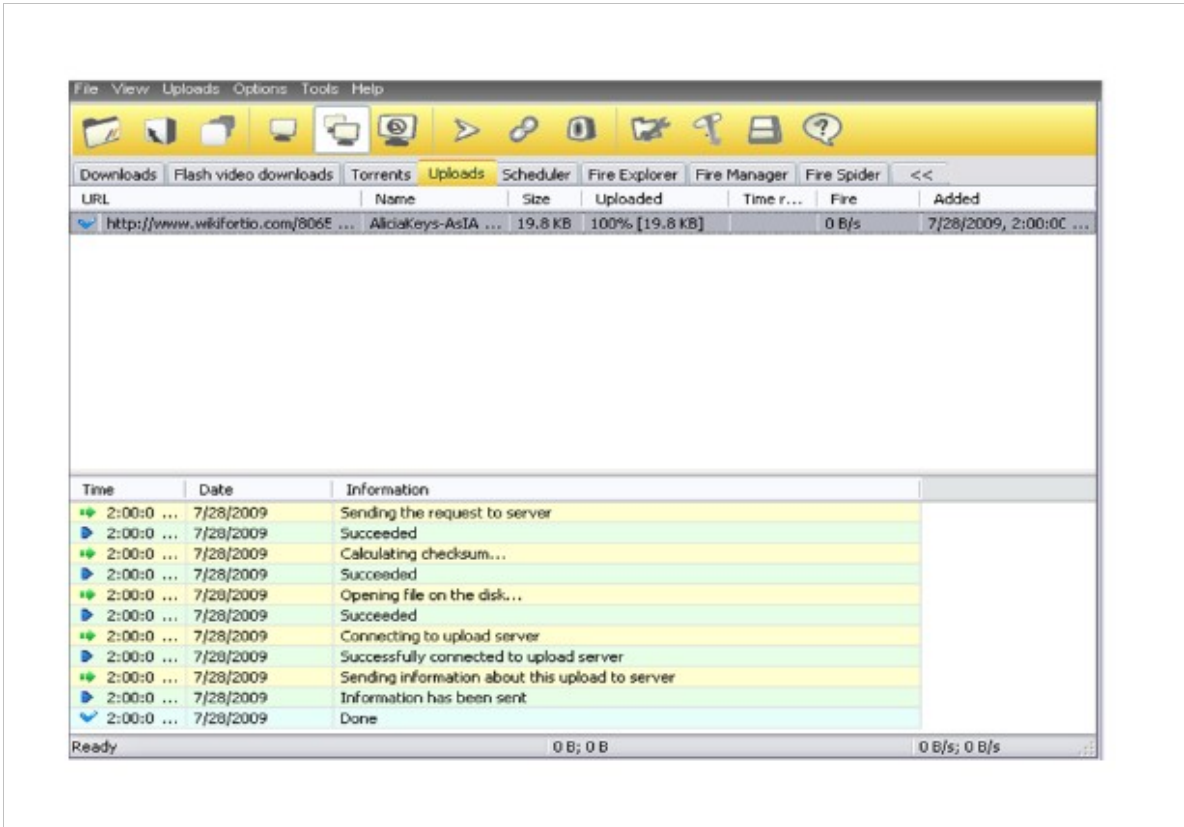 File View Uploads Options Tools Help
Downloads Flash video downloads Torrents Uploads Scheduler Fire Explorer Fire Manager Fire Spider <<
URL Name Size Uploaded Time r... Fire Added
http://www.wikifortio.com/8065 ... AliciaKeys-AsIA ... 19.8 KB 100% [19.8 KB] 0 B/s 7/28/2009, 2:00:0C ...
Time Date Information
2:00:0 ... 7/28/2009 Sending the request to server
2:00:0 ... 7/28/2009 Succeeded
2:00:0 ... 7/28/2009 Calculating checksum...
2:00:0 ... 7/28/2009 Succeeded
2:00:0 ... 7/28/2009 Opening file on the disk...
2:00:0 ... 7/28/2009 Succeeded
2:00:0 ... 7/28/2009 Connecting to upload server
2:00:0 ... 7/28/2009 Successfully connected to upload server
2:00:0 ... 7/28/2009 Sending information about this upload to server
2:00:0 ... 7/28/2009 Information has been sent
2:00:0 ... 7/28/2009 Done
Ready 0 B; 0 B 0 B/s; 0 B/s